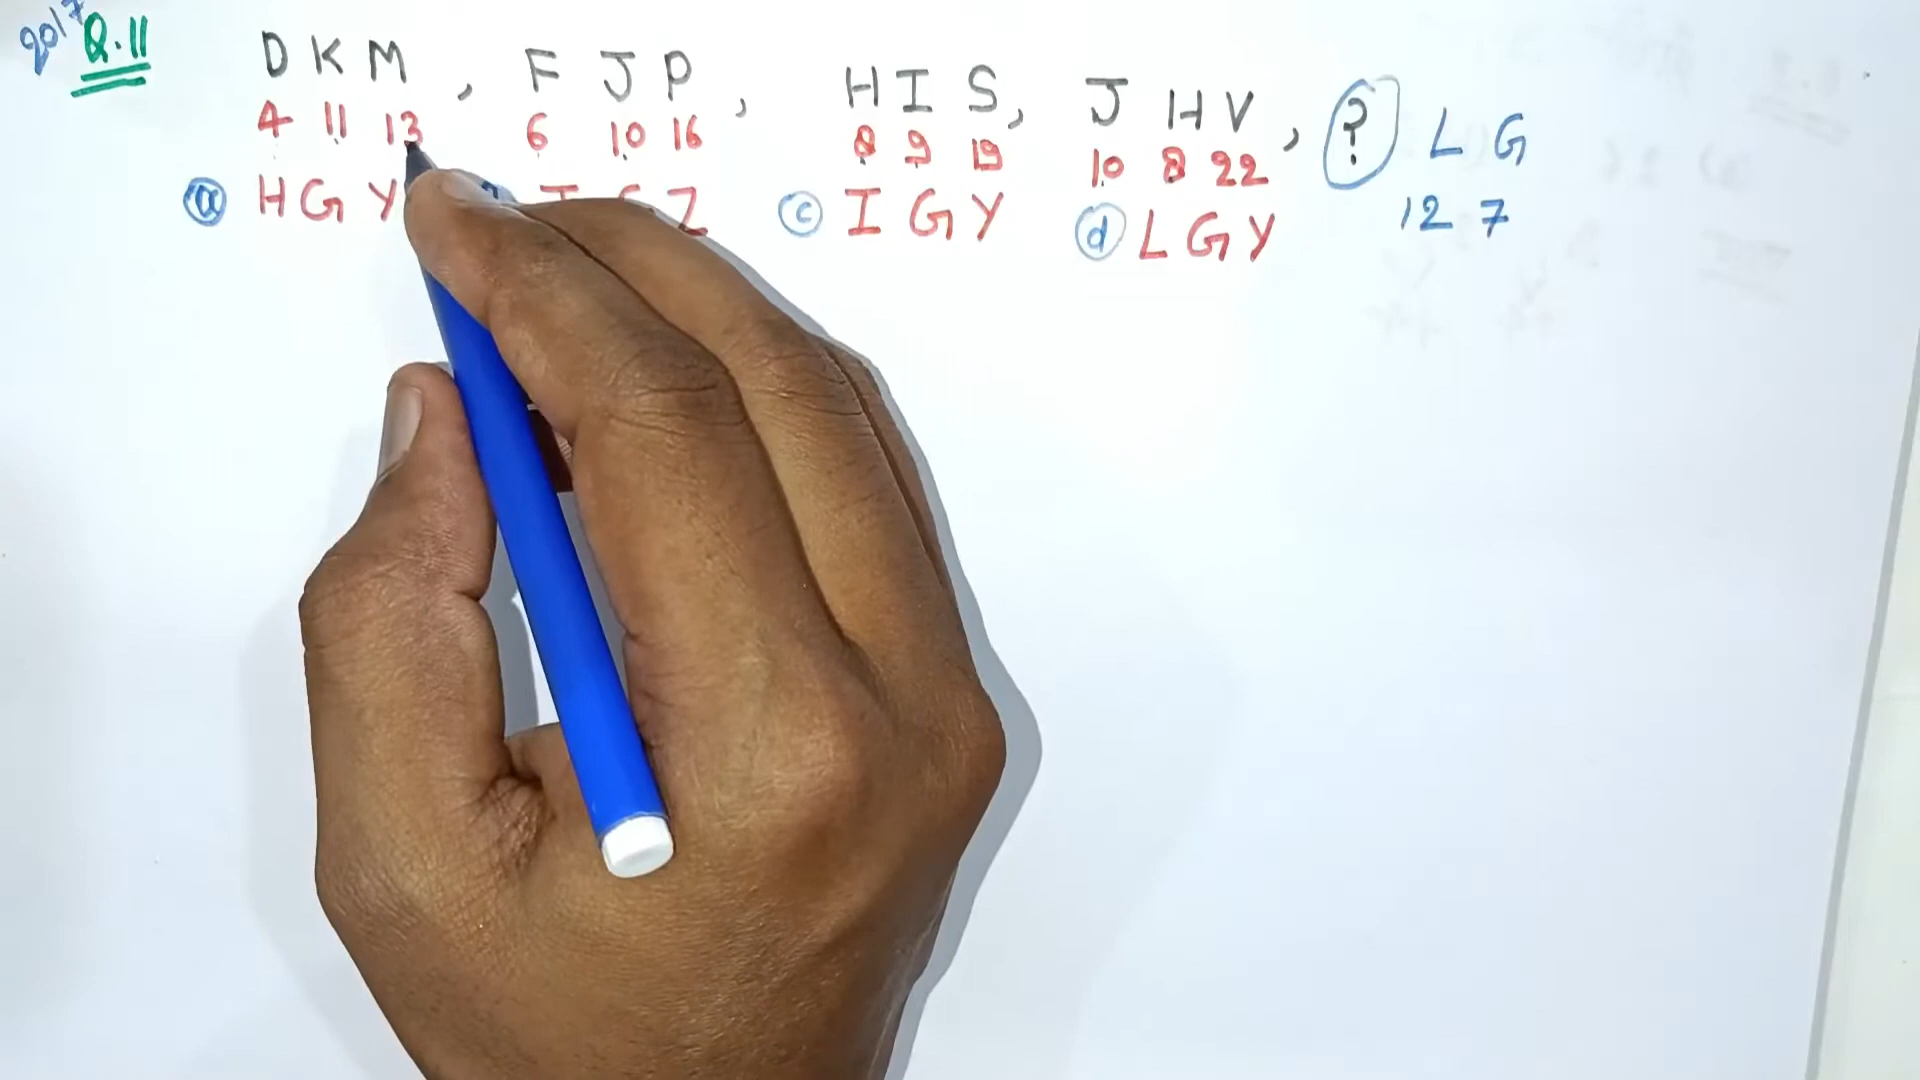 2017 Q.11 D K M , F J P , H I S , J H V , ? L G
4 11 13 6 10 16 8 9 19 10 8 22 12 7
a H G Y Z c I G Y d L G Y